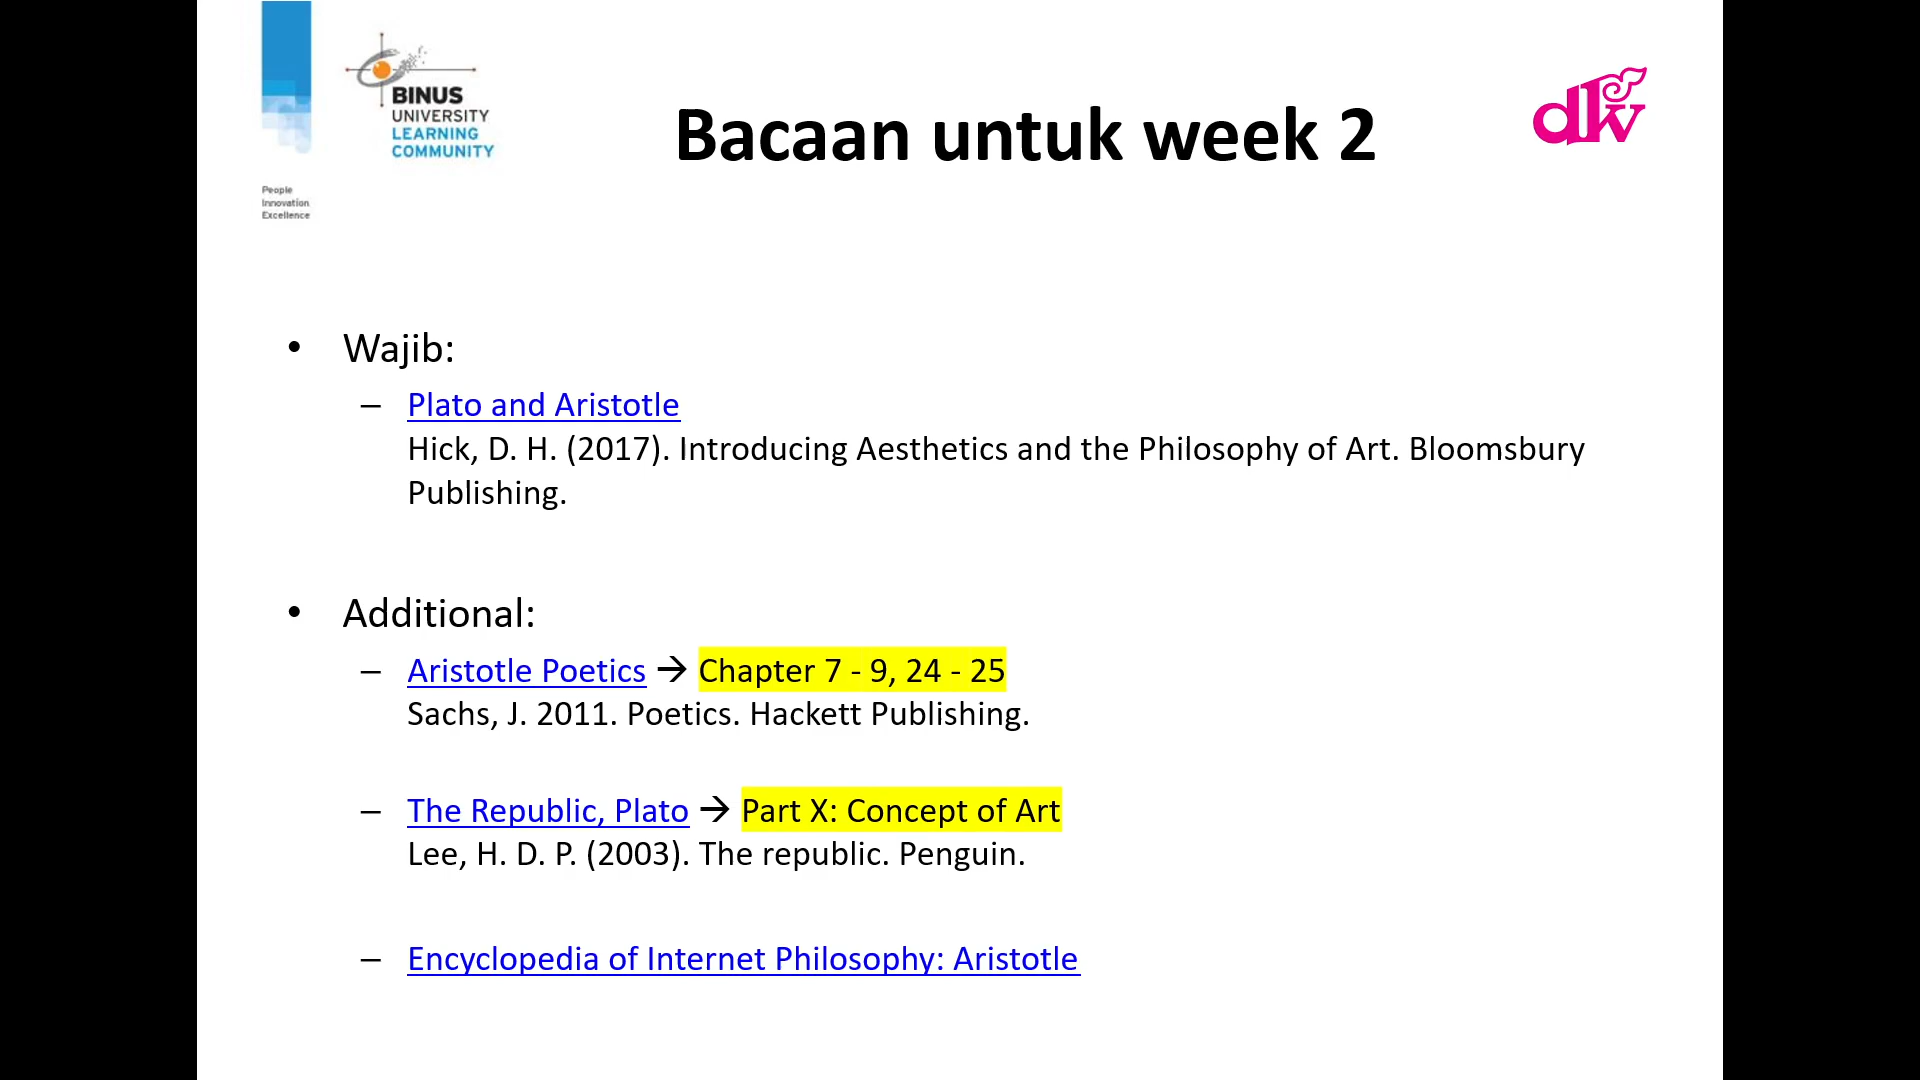 BINUS
UNIVERSITY
LEARNING
COMMUNITY
People
Innovation
Excellence
Bacaan untuk week 2
dkv
• Wajib:
– Plato and Aristotle
Hick, D. H. (2017). Introducing Aesthetics and the Philosophy of Art. Bloomsbury
Publishing.
• Additional:
– Aristotle Poetics → Chapter 7 - 9, 24 - 25
Sachs, J. 2011. Poetics. Hackett Publishing.
– The Republic, Plato → Part X: Concept of Art
Lee, H. D. P. (2003). The republic. Penguin.
– Encyclopedia of Internet Philosophy: Aristotle